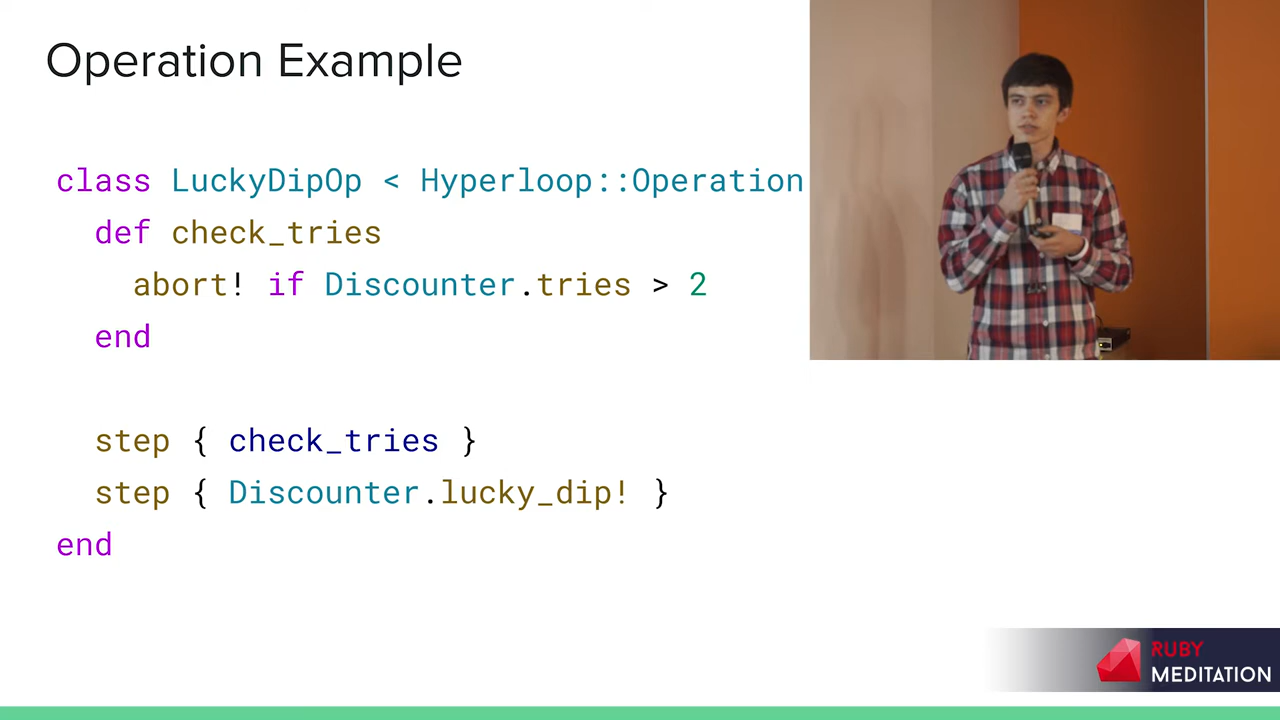 Operation Example
class LuckyDipOp < Hyperloop::Operation
  def check_tries
    abort! if Discounter.tries > 2
  end

  step { check_tries }
  step { Discounter.lucky_dip! }
end
RUBY
MEDITATION